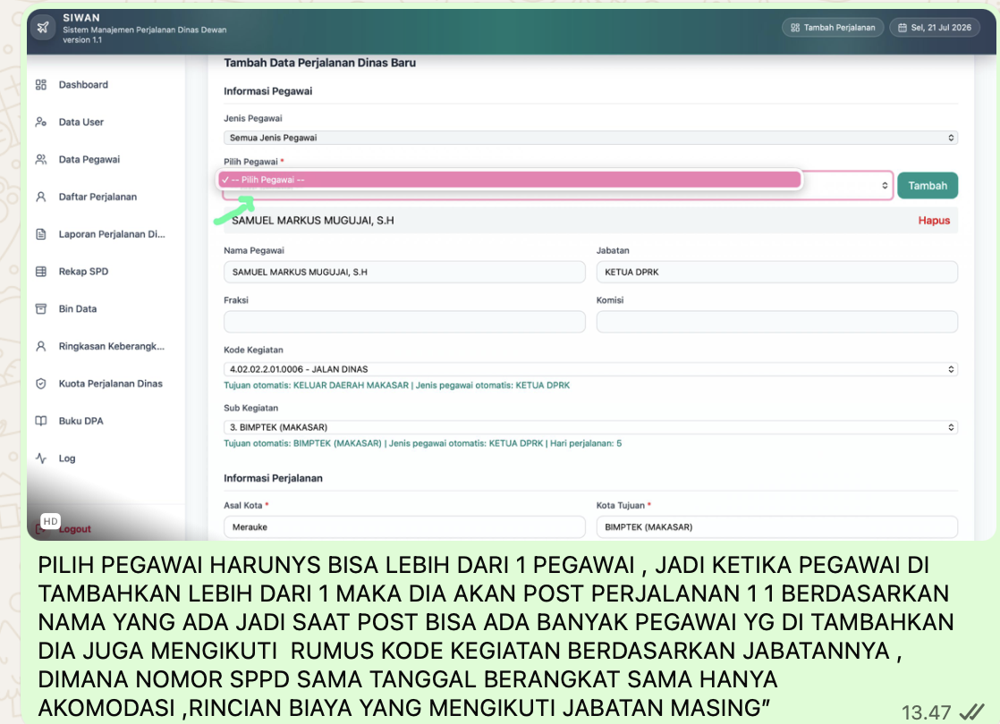 SIWAN
Sistem Manajemen Perjalanan Dinas Dewan
version 1.1
Tambah Perjalanan
Sel, 21 Jul 2026
Dashboard
Data User
Data Pegawai
Daftar Perjalanan
Laporan Perjalanan Di...
Rekap SPD
Bin Data
Ringkasan Keberangk...
Kuota Perjalanan Dinas
Buku DPA
Log
HD
Logout
Tambah Data Perjalanan Dinas Baru
Informasi Pegawai
Jenis Pegawai
Semua Jenis Pegawai
Pilih Pegawai *
✓ -- Pilih Pegawai --
Tambah
SAMUEL MARKUS MUGUJAI, S.H
Hapus
Nama Pegawai
Jabatan
SAMUEL MARKUS MUGUJAI, S.H
KETUA DPRK
Fraksi
Komisi
Kode Kegiatan
4.02.02.2.01.0006 - JALAN DINAS
Tujuan otomatis: KELUAR DAERAH MAKASAR | Jenis pegawai otomatis: KETUA DPRK
Sub Kegiatan
3. BIMPTEK (MAKASAR)
Tujuan otomatis: BIMPTEK (MAKASAR) | Jenis pegawai otomatis: KETUA DPRK | Hari perjalanan: 5
Informasi Perjalanan
Asal Kota *
Kota Tujuan *
Merauke
BIMPTEK (MAKASAR)
PILIH PEGAWAI HARUNYS BISA LEBIH DARI 1 PEGAWAI , JADI KETIKA PEGAWAI DI
TAMBAHKAN LEBIH DARI 1 MAKA DIA AKAN POST PERJALANAN 1 1 BERDASARKAN
NAMA YANG ADA JADI SAAT POST BISA ADA BANYAK PEGAWAI YG DI TAMBAHKAN
DIA JUGA MENGIKUTI  RUMUS KODE KEGIATAN BERDASARKAN JABATANNYA ,
DIMANA NOMOR SPPD SAMA TANGGAL BERANGKAT SAMA HANYA
AKOMODASI ,RINCIAN BIAYA YANG MENGIKUTI JABATAN MASING”
13.47